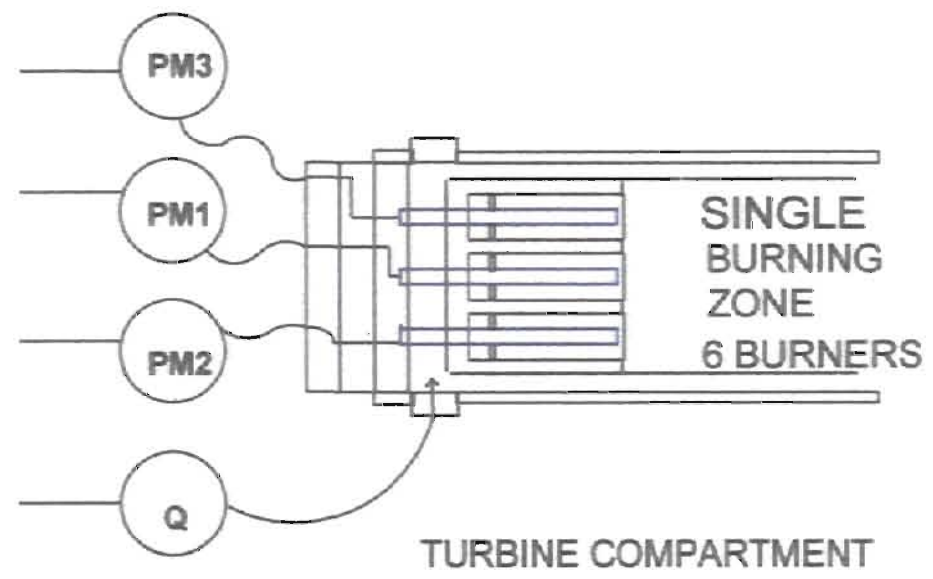 PM3
PM1
PM2
Q
SINGLE
BURNING
ZONE
6 BURNERS
TURBINE COMPARTMENT